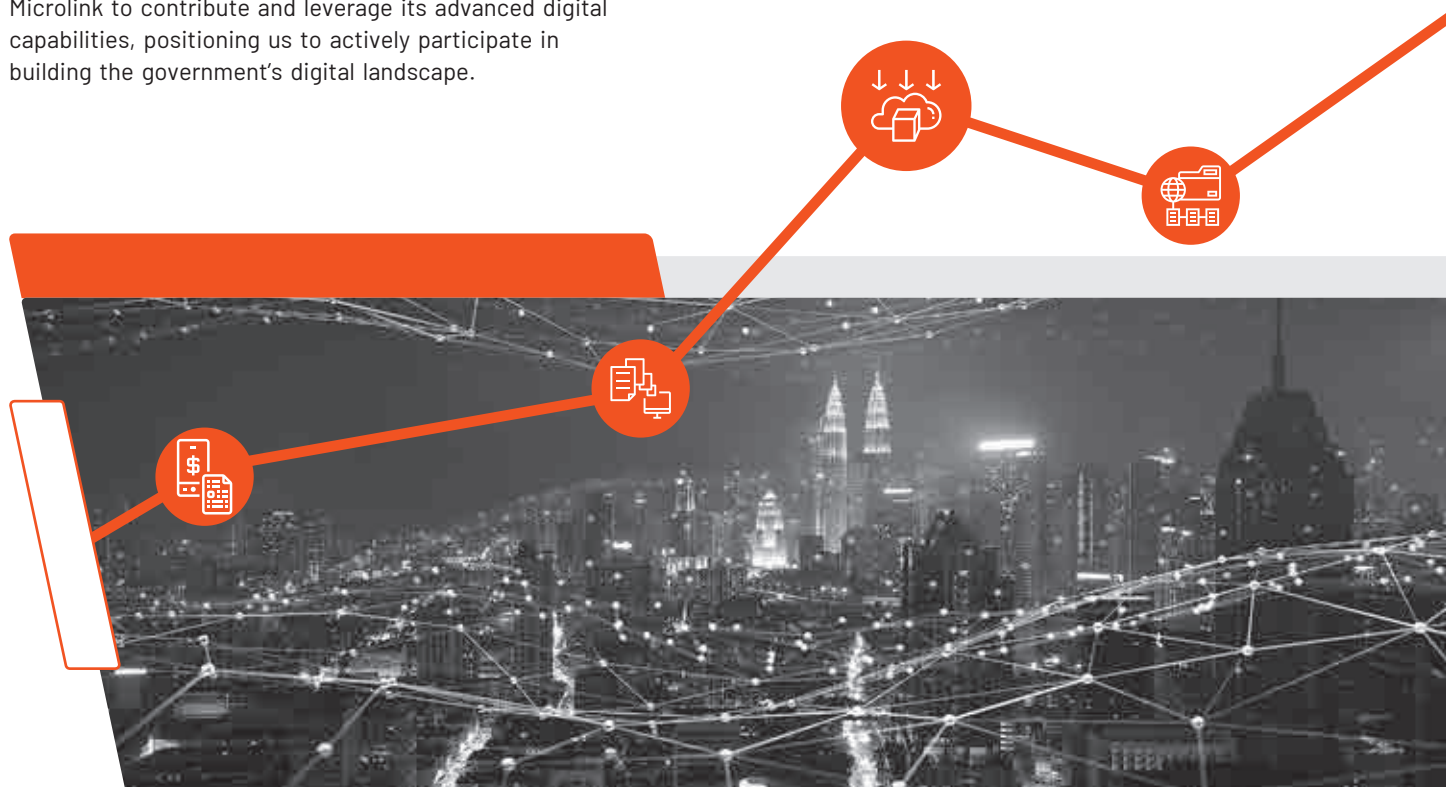 Microlink to contribute and leverage its advanced digital
capabilities, positioning us to actively participate in
building the government’s digital landscape.